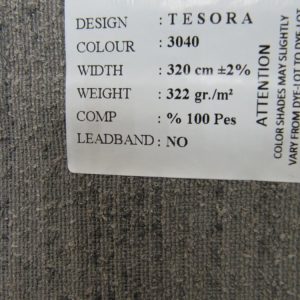 DESIGN : TESORA
COLOUR : 3040
WIDTH : 320 cm ±2%
WEIGHT : 322 gr./m²
COMP : % 100 Pes
LEADBAND : NO
ATTENTION
COLOR SHADES MAY SLIGHTLY
VARY FROM DYE-LOT TO DYE-LOT